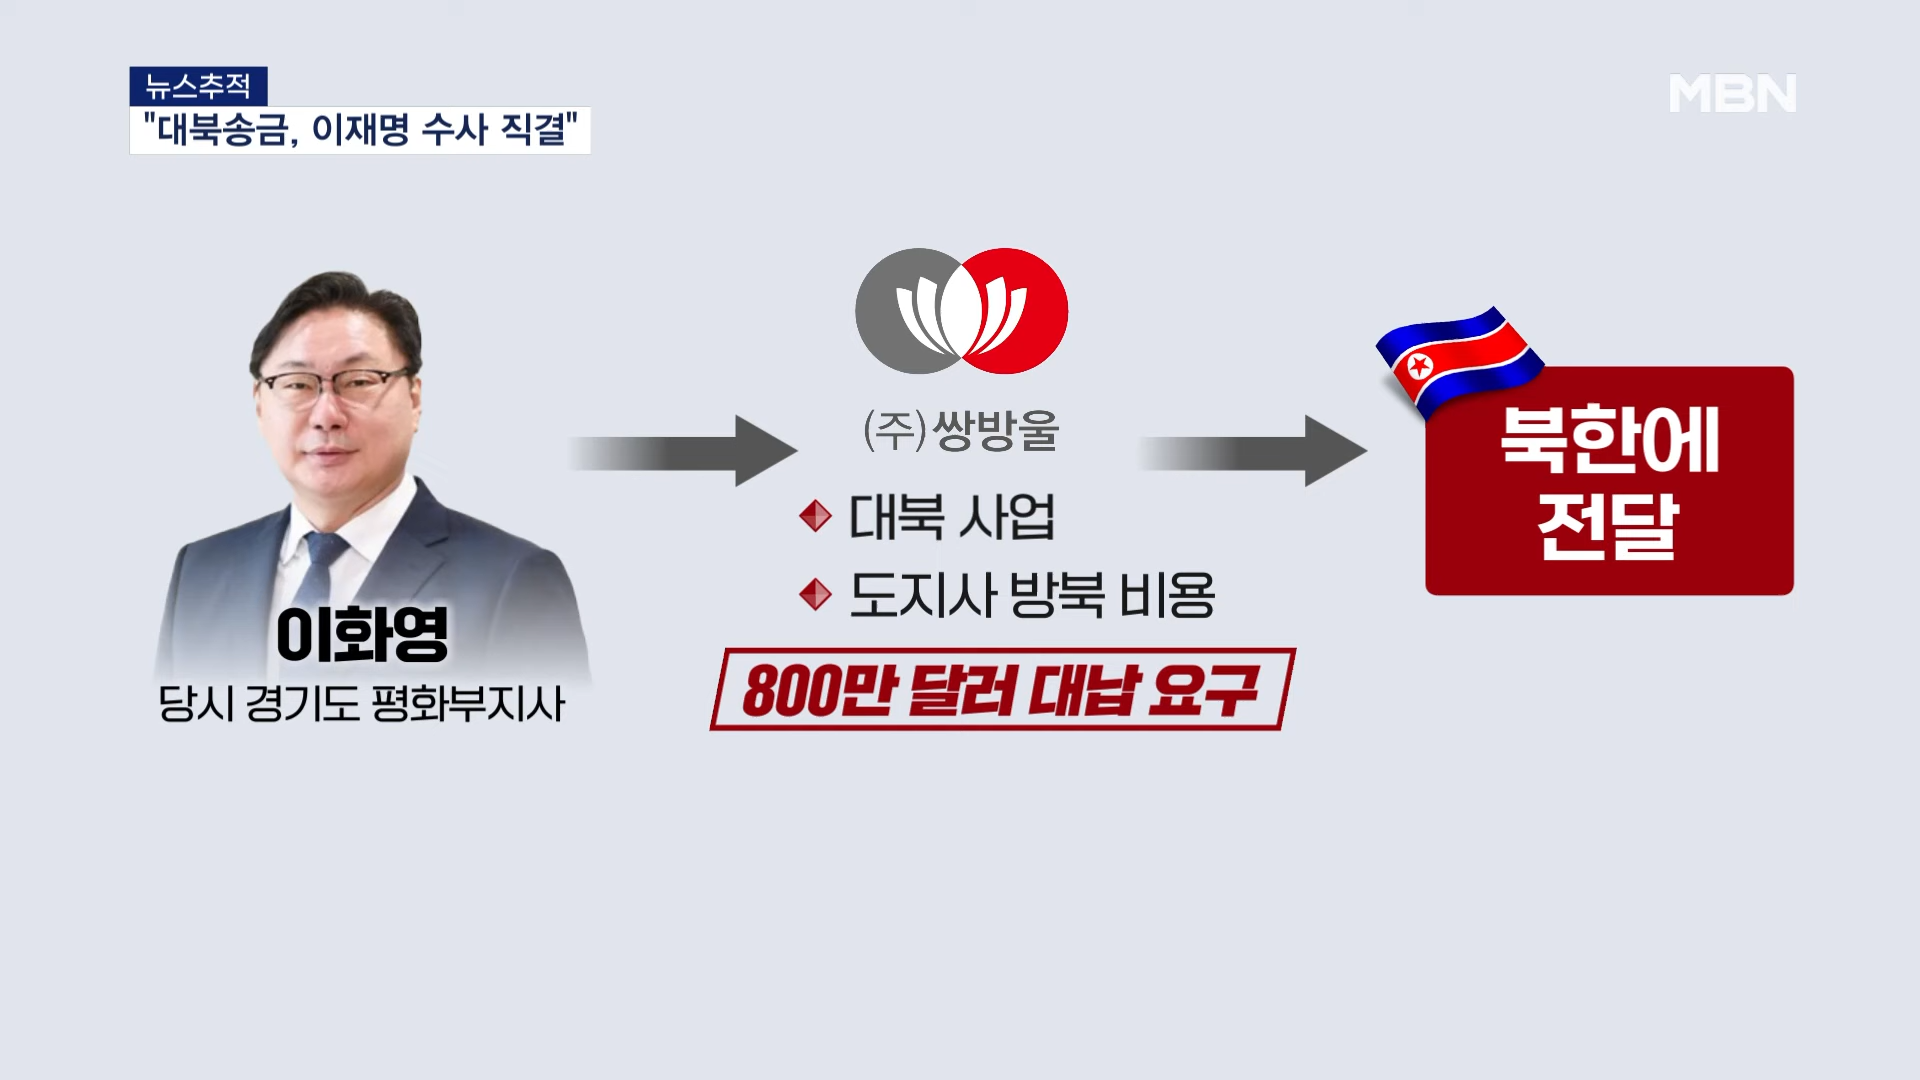 뉴스추적
MBN
"대북송금, 이재명 수사 직결"
이화영
당시 경기도 평화부지사
(주)쌍방울
대북 사업
도지사 방북 비용
800만 달러 대납 요구
북한에
전달